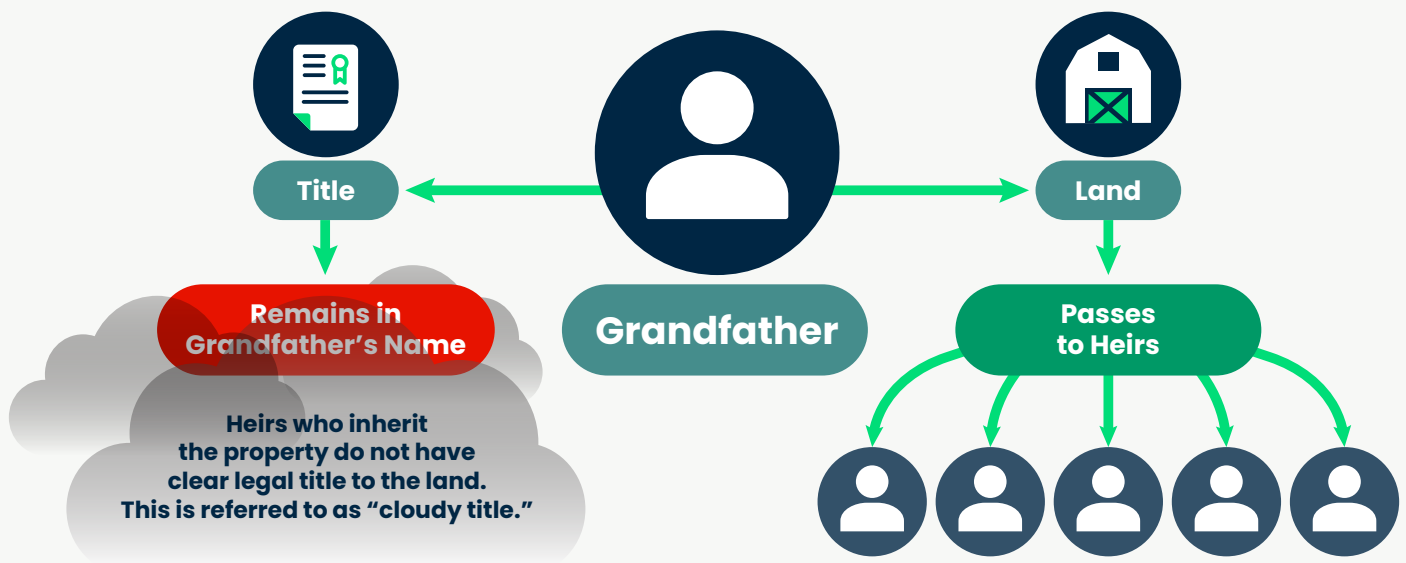 Title
Land
Grandfather
Remains in
Grandfather’s Name
Passes
to Heirs
Heirs who inherit
the property do not have
clear legal title to the land.
This is referred to as “cloudy title.”